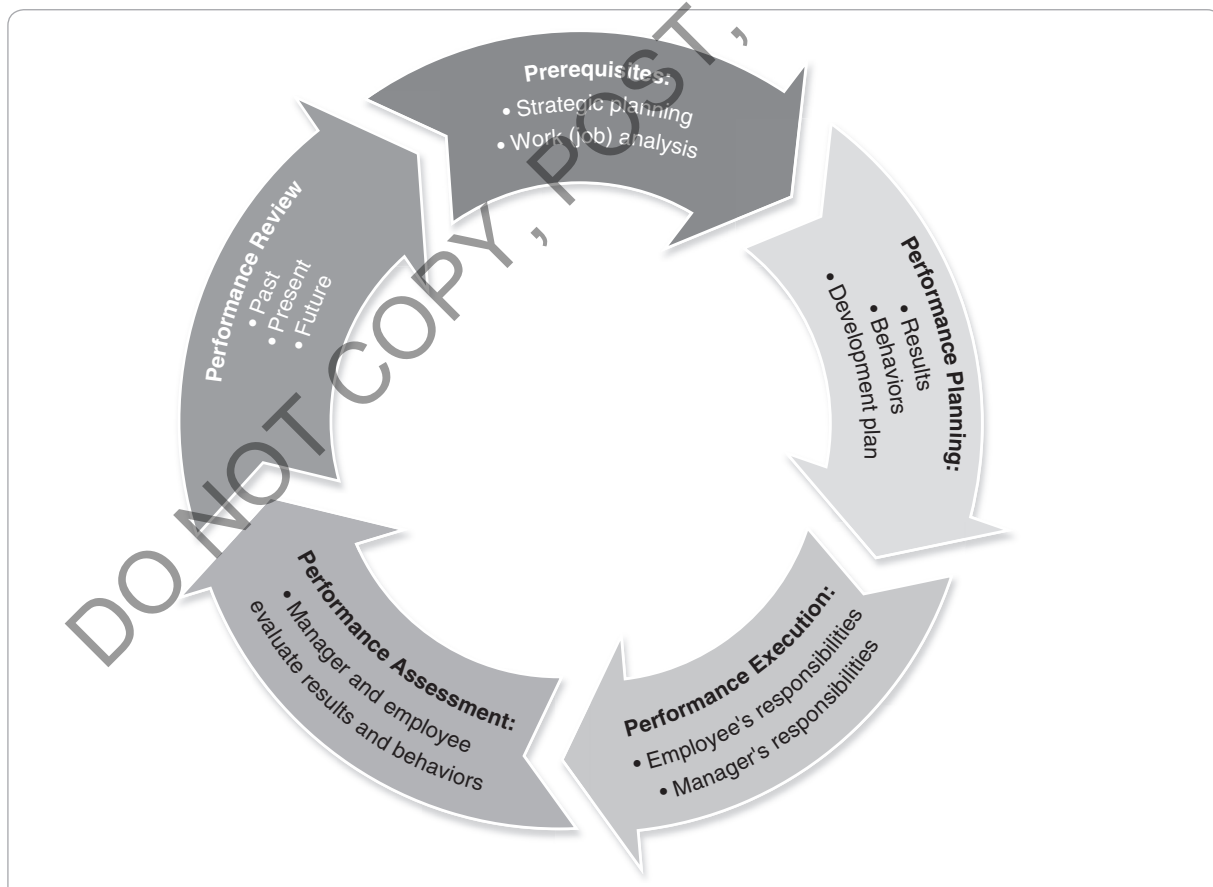 Prerequisites:
• Strategic planning
• Work (job) analysis
Performance Planning:
• Results
• Behaviors
• Development plan
Performance Execution:
• Employee's responsibilities
• Manager's responsibilities
Performance Assessment:
• Manager and employee
evaluate results and behaviors
Performance Review
• Past
• Present
• Future
DO NOT COPY, POST,